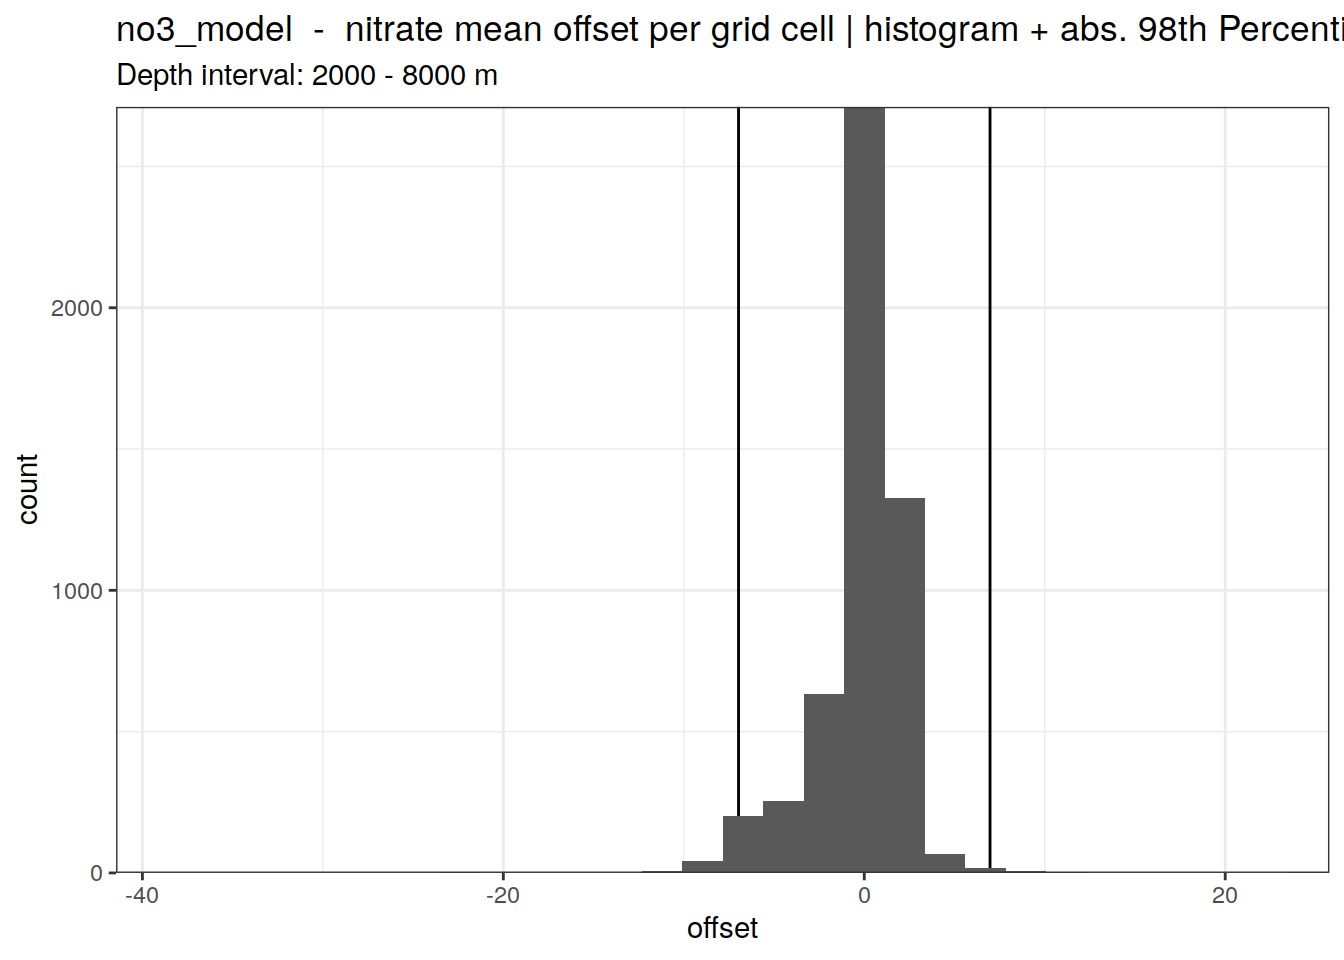 no3_model  -  nitrate mean offset per grid cell | histogram + abs. 98th Percenti
Depth interval: 2000 - 8000 m
2000
1000
0
count
-40
-20
0
20
offset